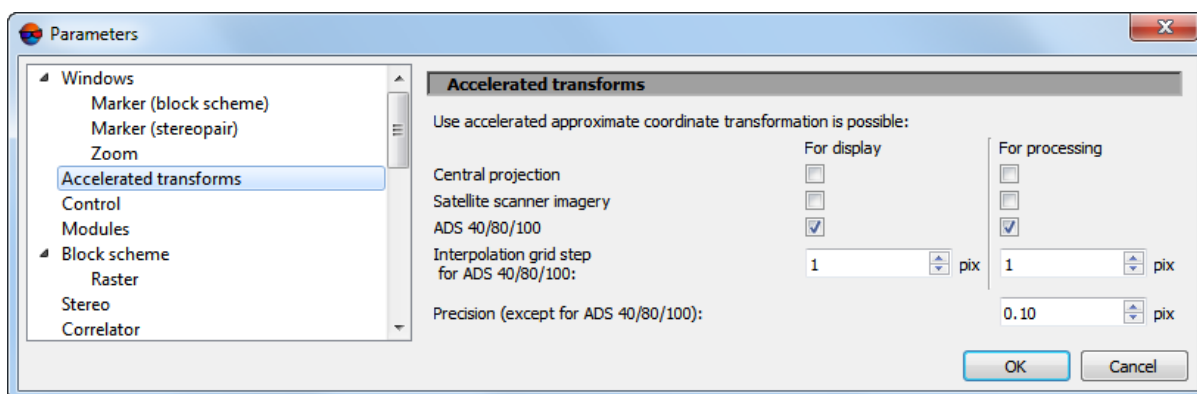 Parameters
Windows
Marker (block scheme)
Marker (stereopair)
Zoom
Accelerated transforms
Control
Modules
Block scheme
Raster
Stereo
Correlator
Accelerated transforms
Use accelerated approximate coordinate transformation is possible:
For display For processing
Central projection
Satellite scanner imagery
ADS 40/80/100
Interpolation grid step
for ADS 40/80/100:
1 pix 1 pix
Precision (except for ADS 40/80/100): 0.10 pix
OK Cancel